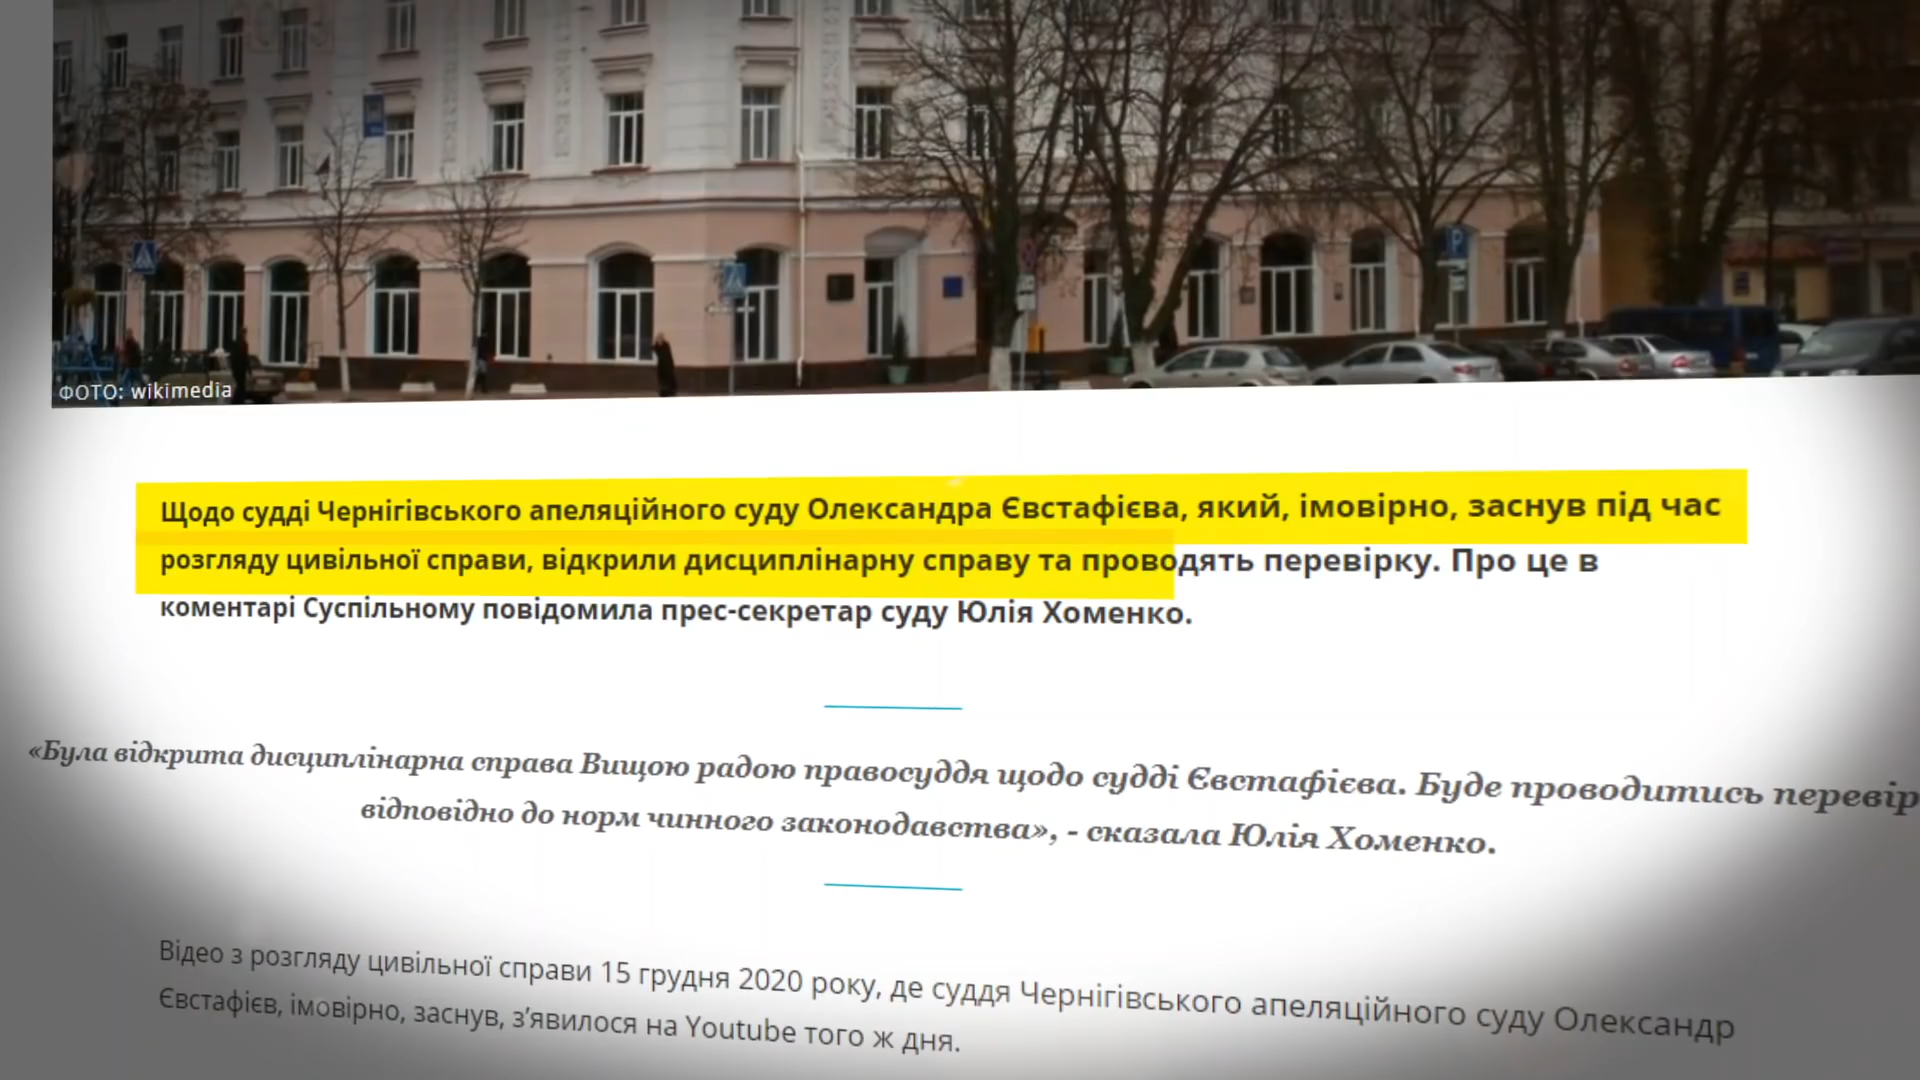 ФОТО: wikimedia
Щодо судді Чернігівського апеляційного суду Олександра Євстафієва, який, імовірно, заснув під час
розгляду цивільної справи, відкрили дисциплінарну справу та проводять перевірку. Про це в
коментарі Суспільному повідомила прес-секретар суду Юлія Хоменко.
«Була відкрита дисциплінарна справа Вищою радою правосуддя щодо судді Євстафієва. Буде проводитись перевір
відповідно до норм чинного законодавства», - сказала Юлія Хоменко.
Відео з розгляду цивільної справи 15 грудня 2020 року, де суддя Чернігівського апеляційного суду Олександр
Євстафієв, імовірно, заснув, з’явилося на Youtube того ж дня.